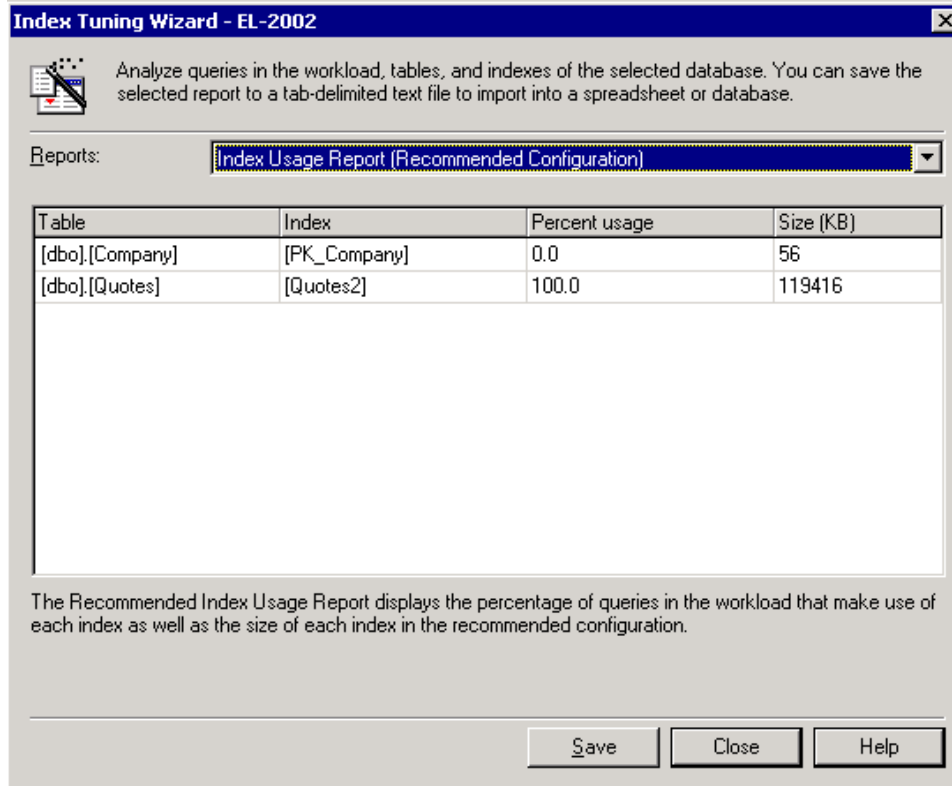 Index Tuning Wizard - EL-2002
Analyze queries in the workload, tables, and indexes of the selected database. You can save the
selected report to a tab-delimited text file to import into a spreadsheet or database.
Reports: Index Usage Report (Recommended Configuration)
Table Index Percent usage Size (KB)
[dbo].[Company] [PK_Company] 0.0 56
[dbo].[Quotes] [Quotes2] 100.0 119416
The Recommended Index Usage Report displays the percentage of queries in the workload that make use of
each index as well as the size of each index in the recommended configuration.
Save Close Help